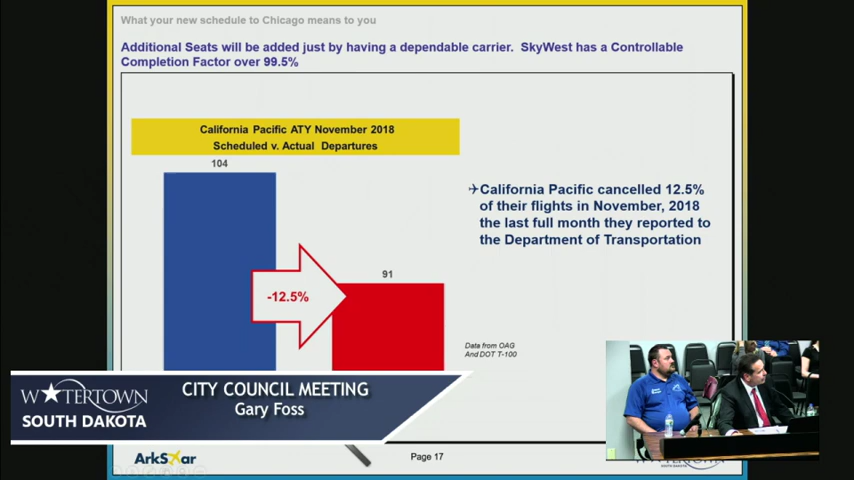 What your new schedule to Chicago means to you
Additional Seats will be added just by having a dependable carrier. SkyWest has a Controllable
Completion Factor over 99.5%
California Pacific ATY November 2018
Scheduled v. Actual Departures
104
91
-12.5%
✈California Pacific cancelled 12.5%
of their flights in November, 2018
the last full month they reported to
the Department of Transportation
Data from OAG
And DOT T-100
WATERTOWN
SOUTH DAKOTA
CITY COUNCIL MEETING
Gary Foss
ArkStar
Page 17